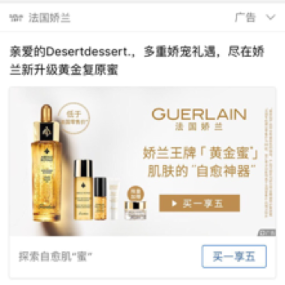 法国娇兰
广告
亲爱的Desertdessert.，多重娇宠礼遇，尽在娇
兰新升级黄金复原蜜
GUERLAIN
法国娇兰
娇兰王牌「黄金蜜」
肌肤的“自愈神器”
买一享五
探索自愈肌“蜜”
买一享五